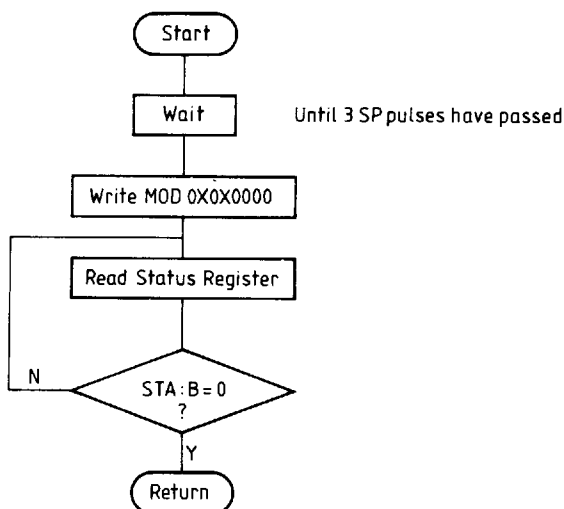 Start
Wait
Until 3 SP pulses have passed
Write MOD 0X0X0000
Read Status Register
N
STA:B=0
?
Y
Return